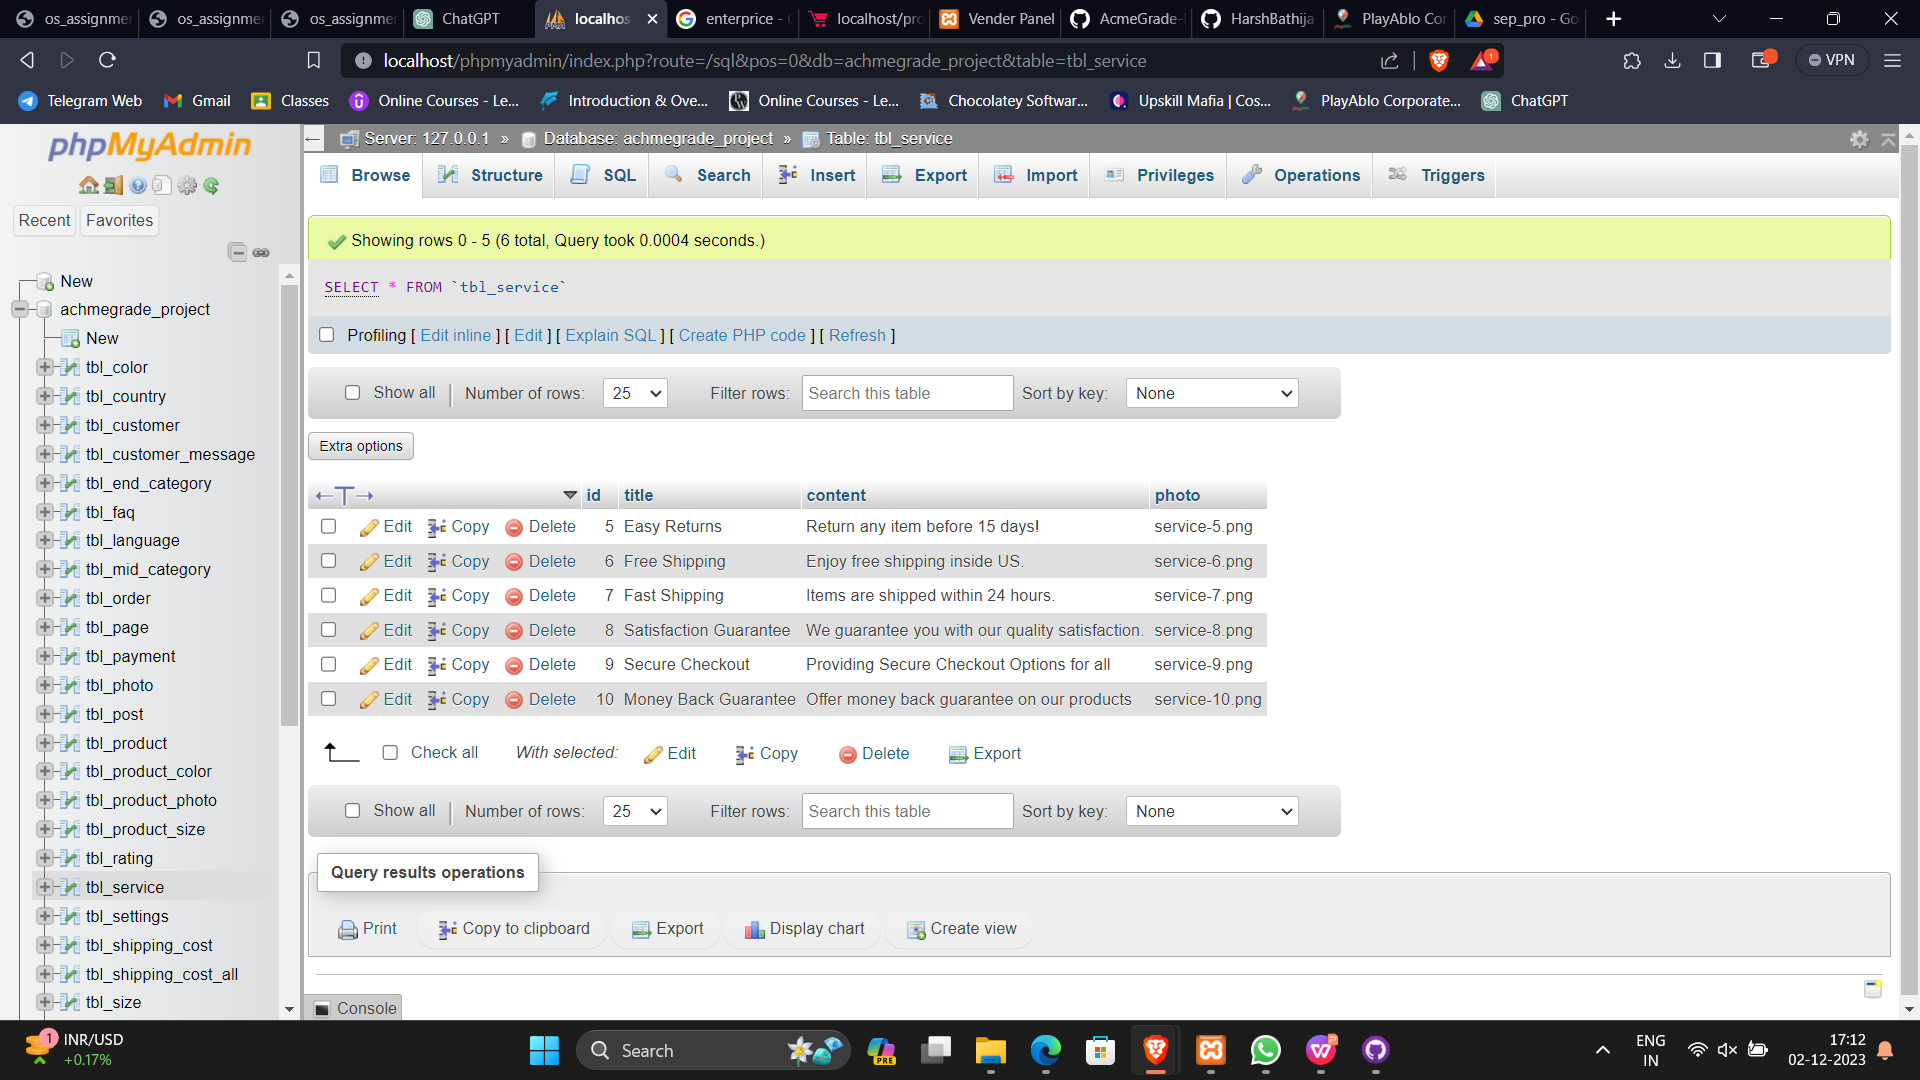 os_assignmen
os_assignmen
os_assignmen
ChatGPT
localhos
enterprice - G
localhost/pro
Vender Panel
AcmeGrade-
HarshBathija
PlayAblo Cor
sep_pro - Go
localhost/phpmyadmin/index.php?route=/sql&pos=0&db=achmegrade_project&table=tbl_service
1
VPN
Telegram Web
Gmail
Classes
Online Courses - Le...
Introduction & Ove...
Online Courses - Le...
Chocolatey Softwar...
Upskill Mafia | Cos...
PlayAblo Corporate...
ChatGPT
phpMyAdmin
Recent
Favorites
New
achmegrade_project
New
tbl_color
tbl_country
tbl_customer
tbl_customer_message
tbl_end_category
tbl_faq
tbl_language
tbl_mid_category
tbl_order
tbl_page
tbl_payment
tbl_photo
tbl_post
tbl_product
tbl_product_color
tbl_product_photo
tbl_product_size
tbl_rating
tbl_service
tbl_settings
tbl_shipping_cost
tbl_shipping_cost_all
tbl_size
Server: 127.0.0.1 » Database: achmegrade_project » Table: tbl_service
Browse Structure SQL Search Insert Export Import Privileges Operations Triggers
Showing rows 0 - 5 (6 total, Query took 0.0004 seconds.)
SELECT * FROM `tbl_service`
Profiling [ Edit inline ] [ Edit ] [ Explain SQL ] [ Create PHP code ] [ Refresh ]
Show all Number of rows: 25 Filter rows: Search this table Sort by key: None
Extra options
id title content photo
Edit Copy Delete 5 Easy Returns Return any item before 15 days! service-5.png
Edit Copy Delete 6 Free Shipping Enjoy free shipping inside US. service-6.png
Edit Copy Delete 7 Fast Shipping Items are shipped within 24 hours. service-7.png
Edit Copy Delete 8 Satisfaction Guarantee We guarantee you with our quality satisfaction. service-8.png
Edit Copy Delete 9 Secure Checkout Providing Secure Checkout Options for all service-9.png
Edit Copy Delete 10 Money Back Guarantee Offer money back guarantee on our products service-10.png
Check all With selected: Edit Copy Delete Export
Show all Number of rows: 25 Filter rows: Search this table Sort by key: None
Query results operations
Print Copy to clipboard Export Display chart Create view
Console
1
INR/USD
+0.17%
Search
PRE
ENG
IN
17:12
02-12-2023